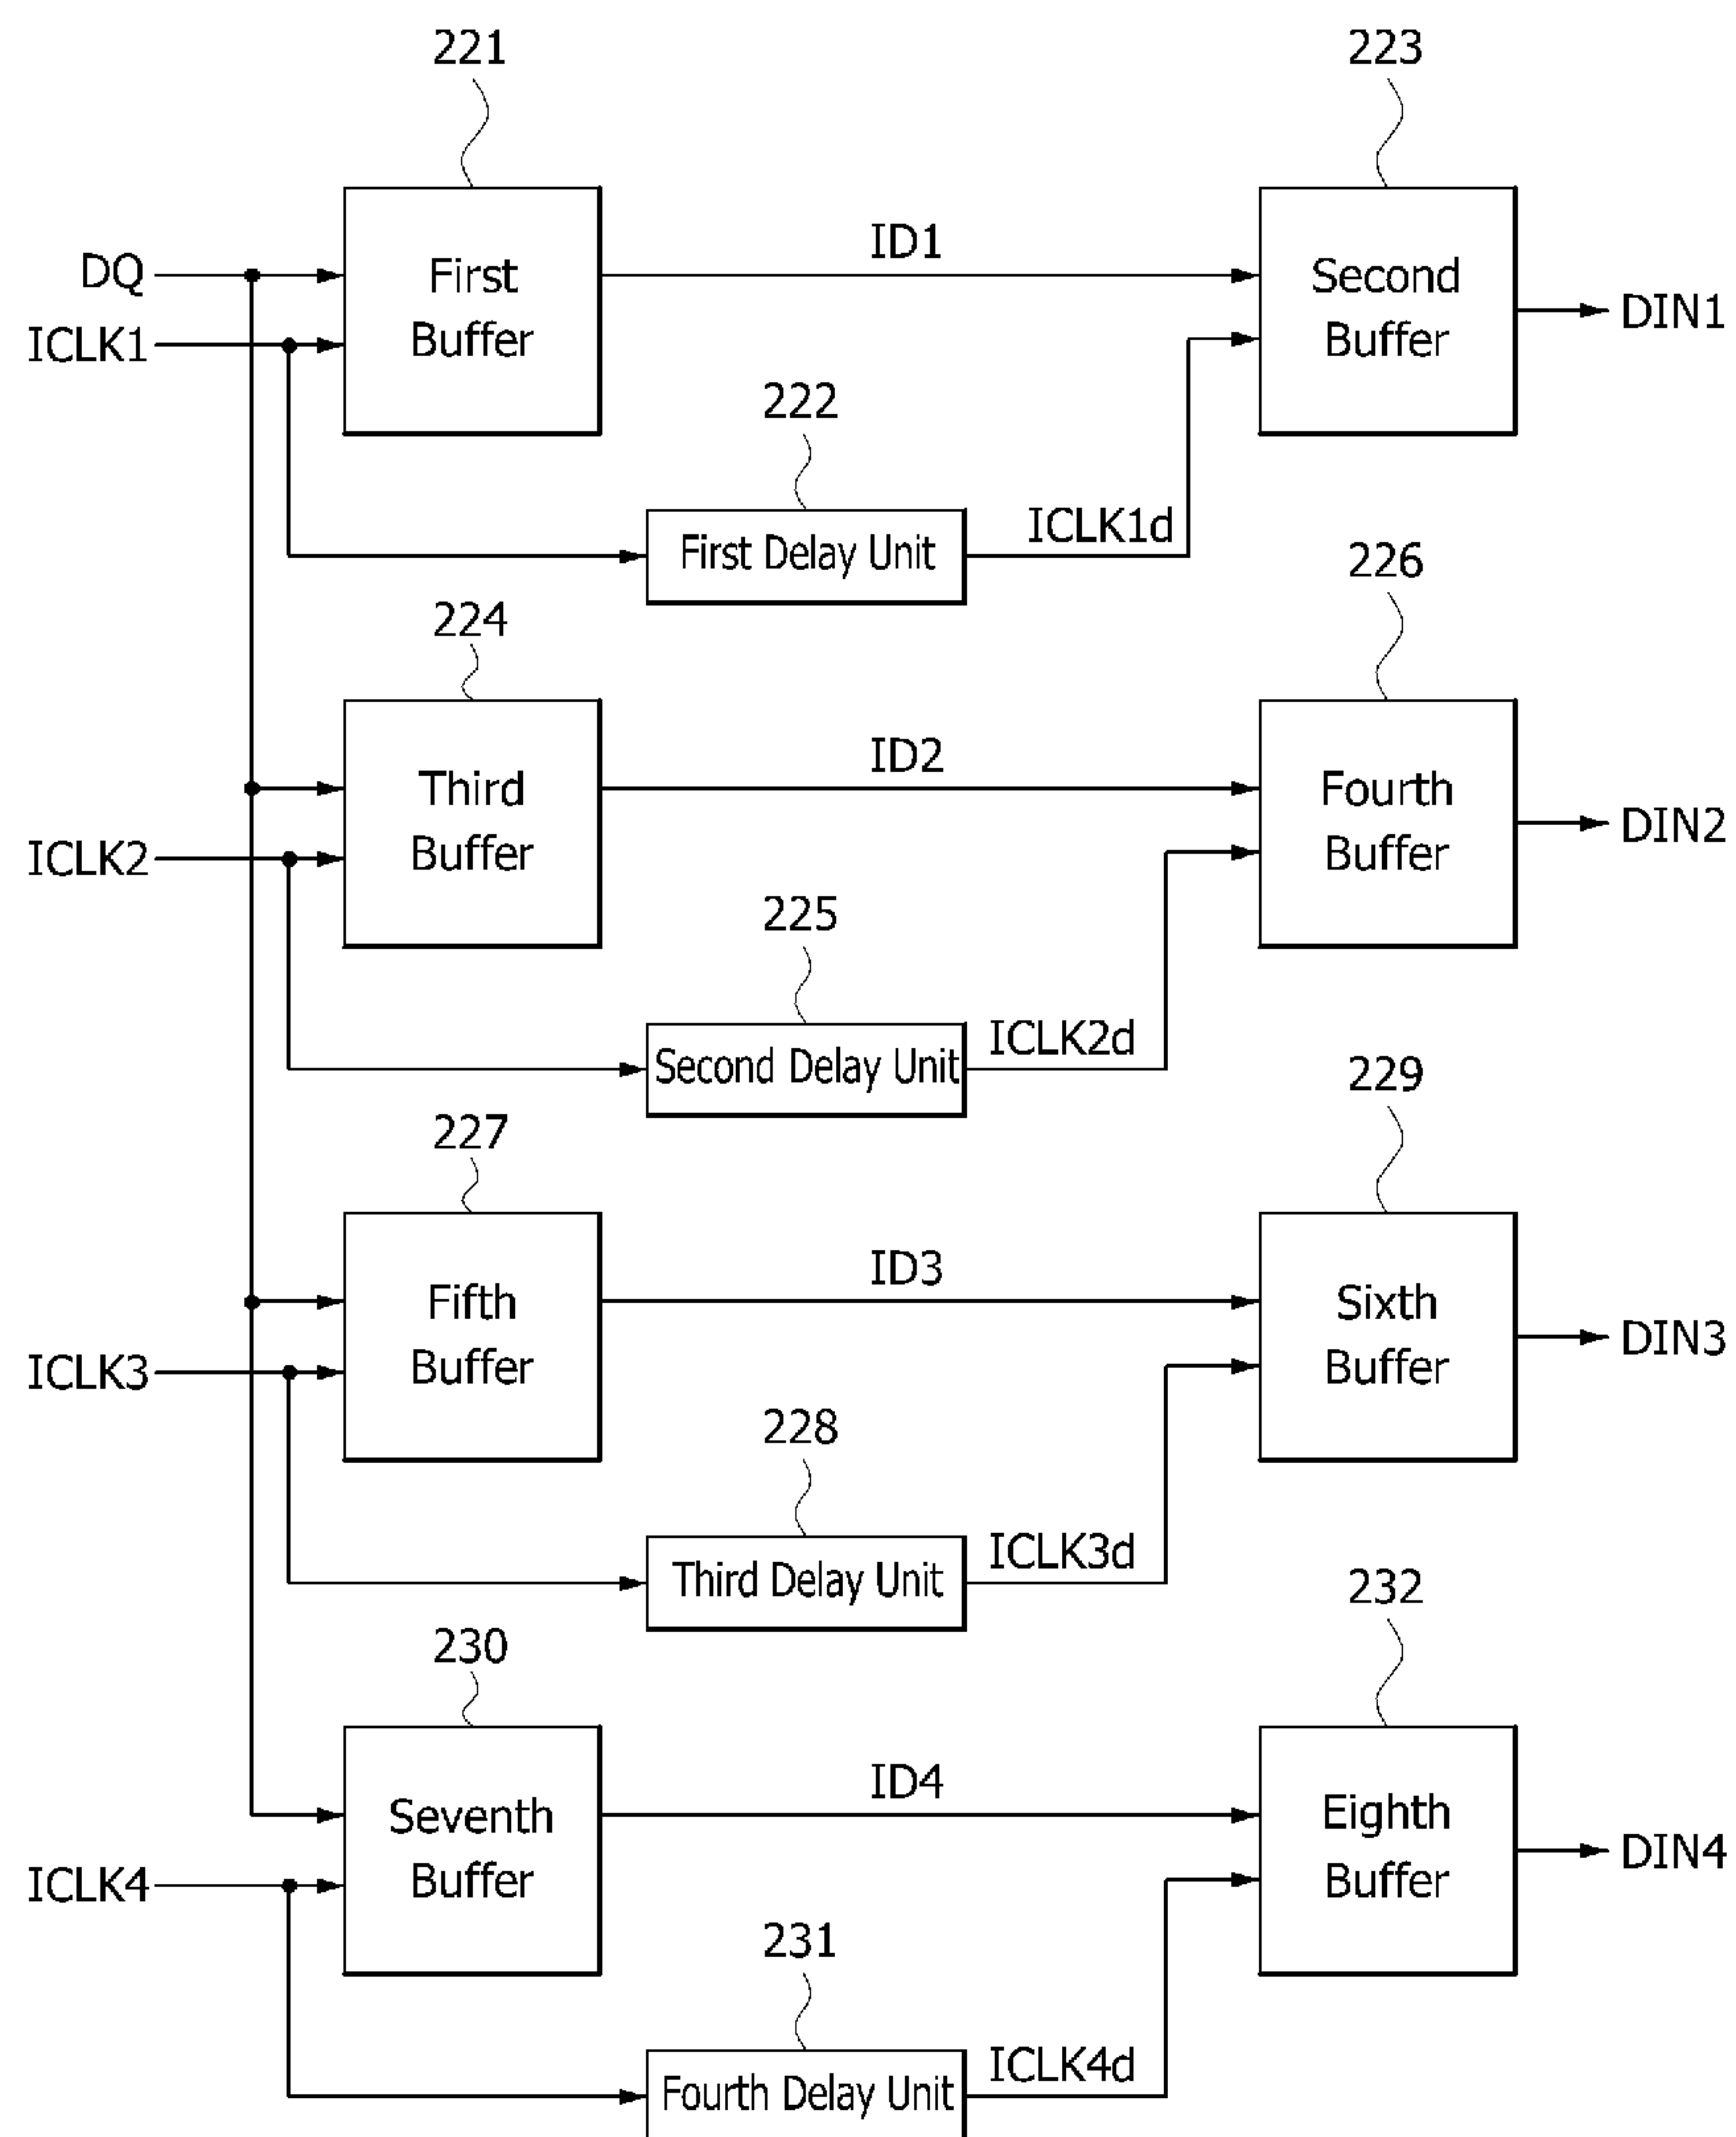 221
223
DQ
ICLK1
First
Buffer
ID1
Second
Buffer
DIN1
222
First Delay Unit
ICLK1d
226
224
ICLK2
Third
Buffer
ID2
Fourth
Buffer
DIN2
225
Second Delay Unit
ICLK2d
229
227
ICLK3
Fifth
Buffer
ID3
Sixth
Buffer
DIN3
228
Third Delay Unit
ICLK3d
232
230
ICLK4
Seventh
Buffer
ID4
Eighth
Buffer
DIN4
231
Fourth Delay Unit
ICLK4d